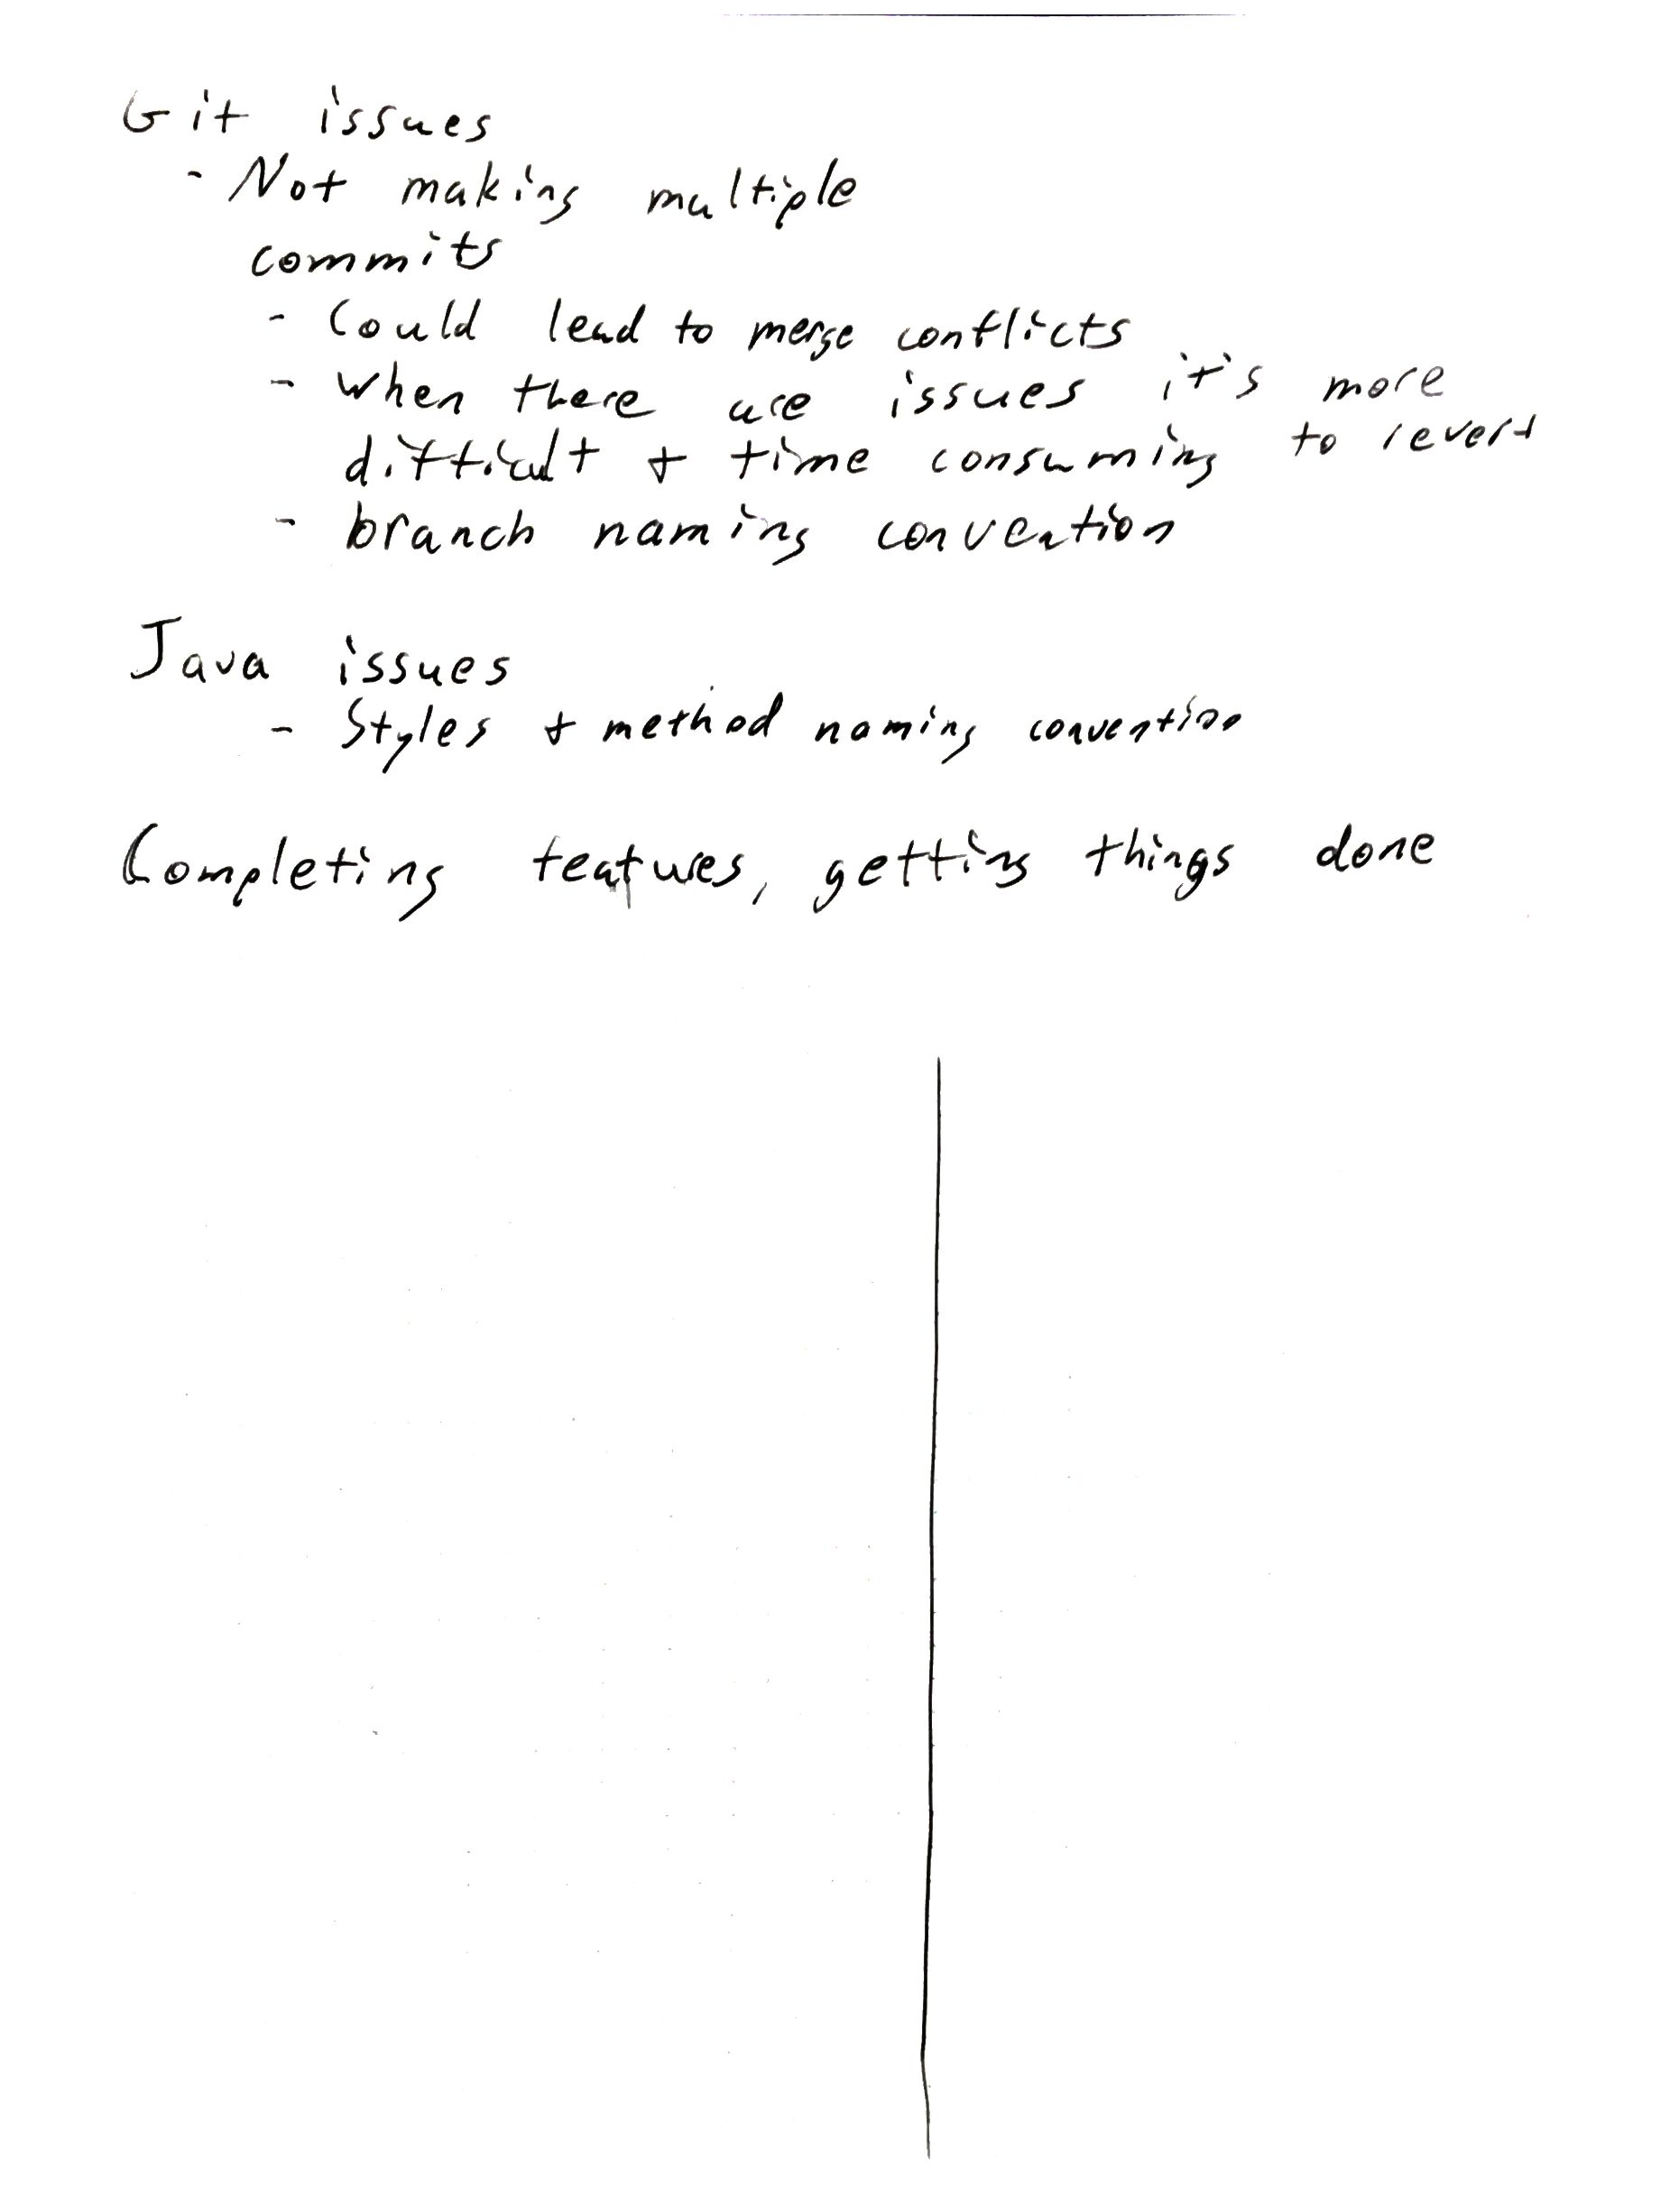 Git issues
- Not making multiple
commits
- Could lead to merge conflicts
- when there are issues it's more
difficult + time consuming to revert
- branch naming convention
Java issues
- Styles + method naming convention
Completing features, getting things done